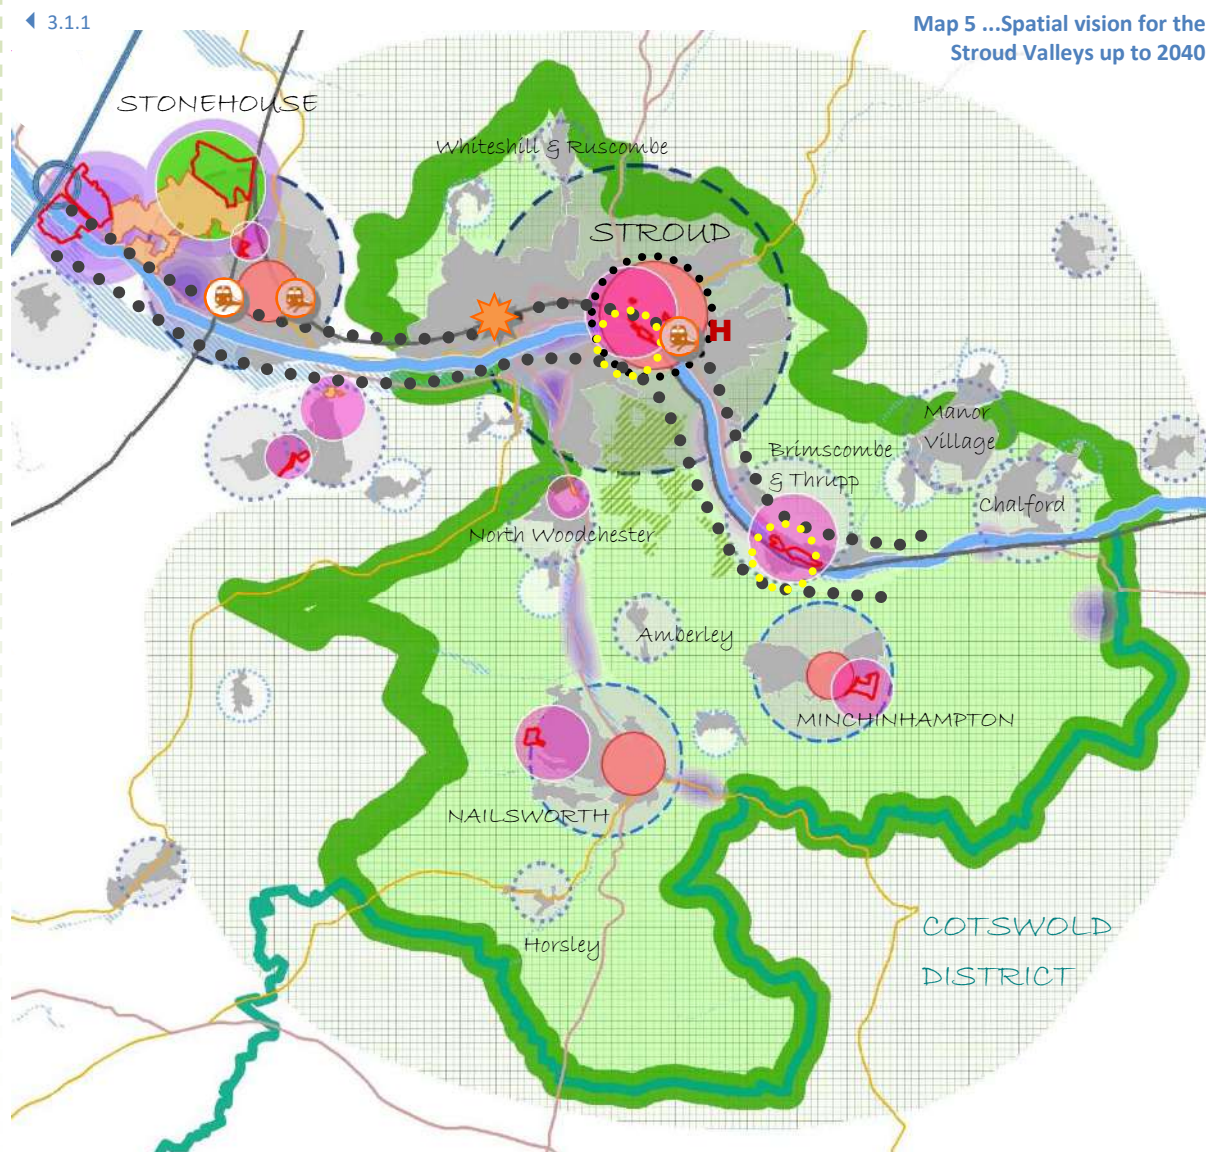 3.1.1
Map 5 ...Spatial vision for the
Stroud Valleys up to 2040
STONEHOUSE
Whiteshill & Ruscombe
STROUD
H
Manor
Village
Brimscombe
& Thrupp
Chalford
North Woodchester
Amberley
MINCHINHAMPTON
NAILSWORTH
Horsley
COTSWOLD
DISTRICT